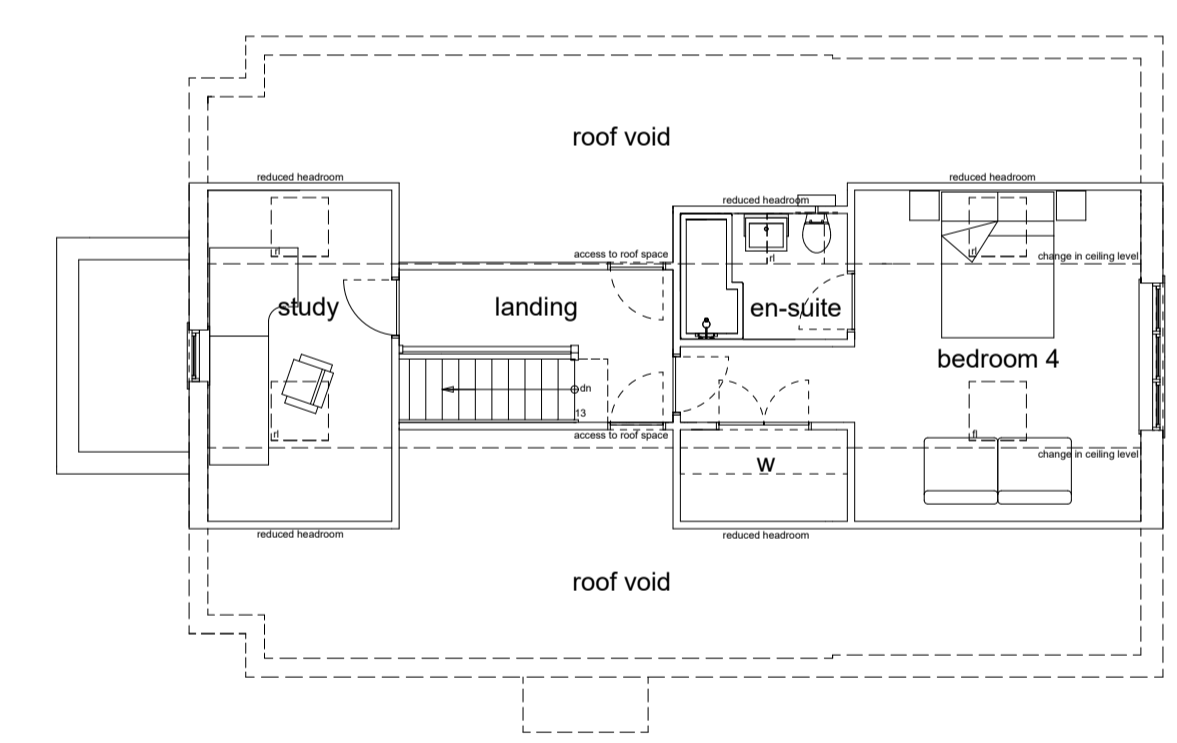 roof void
reduced headroom
reduced headroom
reduced headroom
rl
rl
rl
access to roof space
change in ceiling level
study
landing
en-suite
bedroom 4
dn
13
access to roof space
rl
rl
change in ceiling level
w
reduced headroom
reduced headroom
roof void